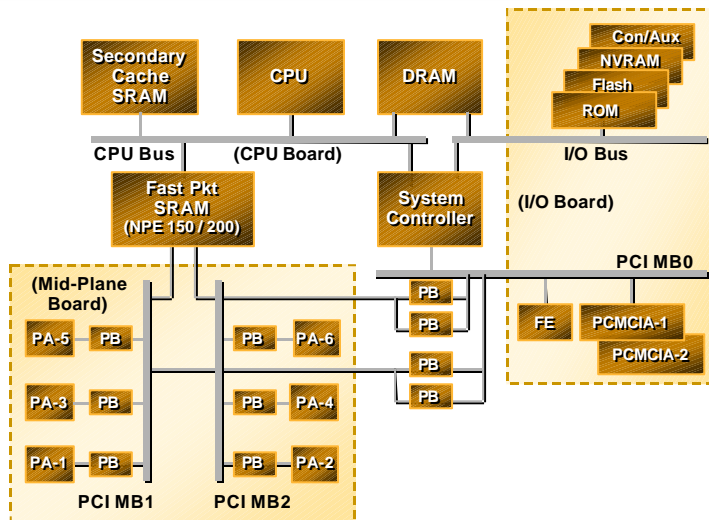 Con/Aux
NVRAM
Flash
ROM
Secondary
Cache
SRAM
CPU
DRAM
CPU Bus
(CPU Board)
I/O Bus
Fast Pkt
SRAM
(NPE 150 / 200)
System
Controller
(I/O Board)
PCI MB0
(Mid-Plane
Board)
PB
PB
FE
PCMCIA-1
PCMCIA-2
PA-5
PB
PB
PA-6
PB
PB
PA-3
PB
PB
PA-4
PA-1
PB
PB
PA-2
PCI MB1
PCI MB2